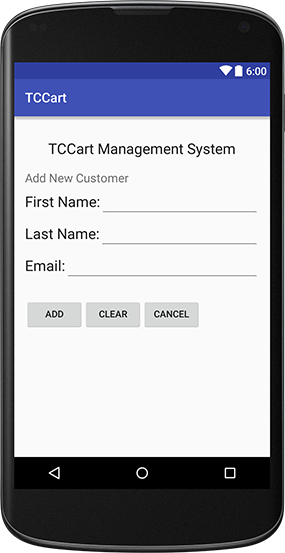 6:00
TCCart
TCCart Management System
Add New Customer
First Name:
Last Name:
Email:
ADD CLEAR CANCEL